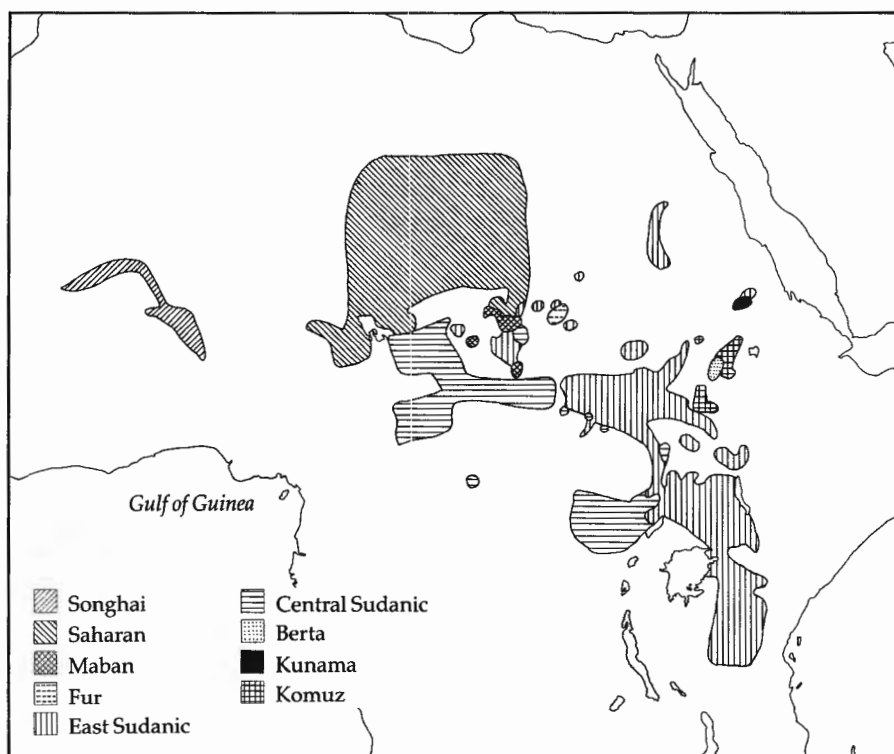 Gulf of Guinea
Songhai
Saharan
Maban
Fur
East Sudanic
Central Sudanic
Berta
Kunama
Komuz